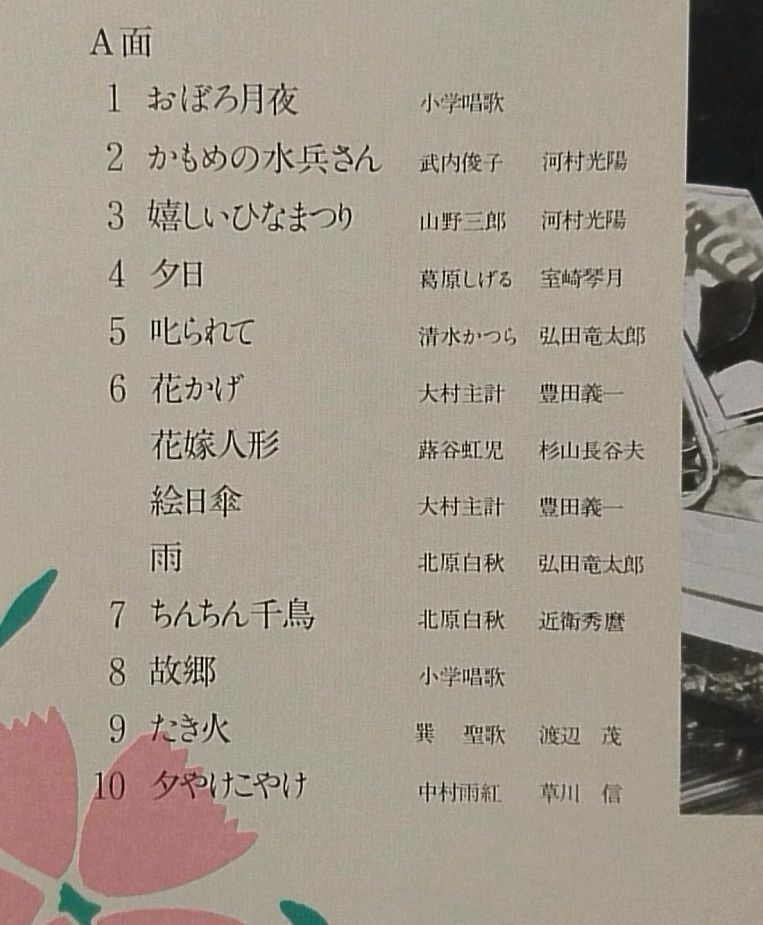 A面
1 おぼろ月夜 小学唱歌
2 かもめの水兵さん 武内俊子 河村光陽
3 嬉しいひなまつり 山野三郎 河村光陽
4 夕日 葛原しげる 室崎琴月
5 叱られて 清水かつら 弘田竜太郎
6 花かげ 大村主計 豊田義一
花嫁人形 蕗谷虹児 杉山長谷夫
絵日傘 大村主計 豊田義一
雨 北原白秋 弘田竜太郎
7 ちんちん千鳥 北原白秋 近衛秀麿
8 故郷 小学唱歌
9 たき火 巽 聖歌 渡辺 茂
10 夕やけこやけ 中村雨紅 草川 信